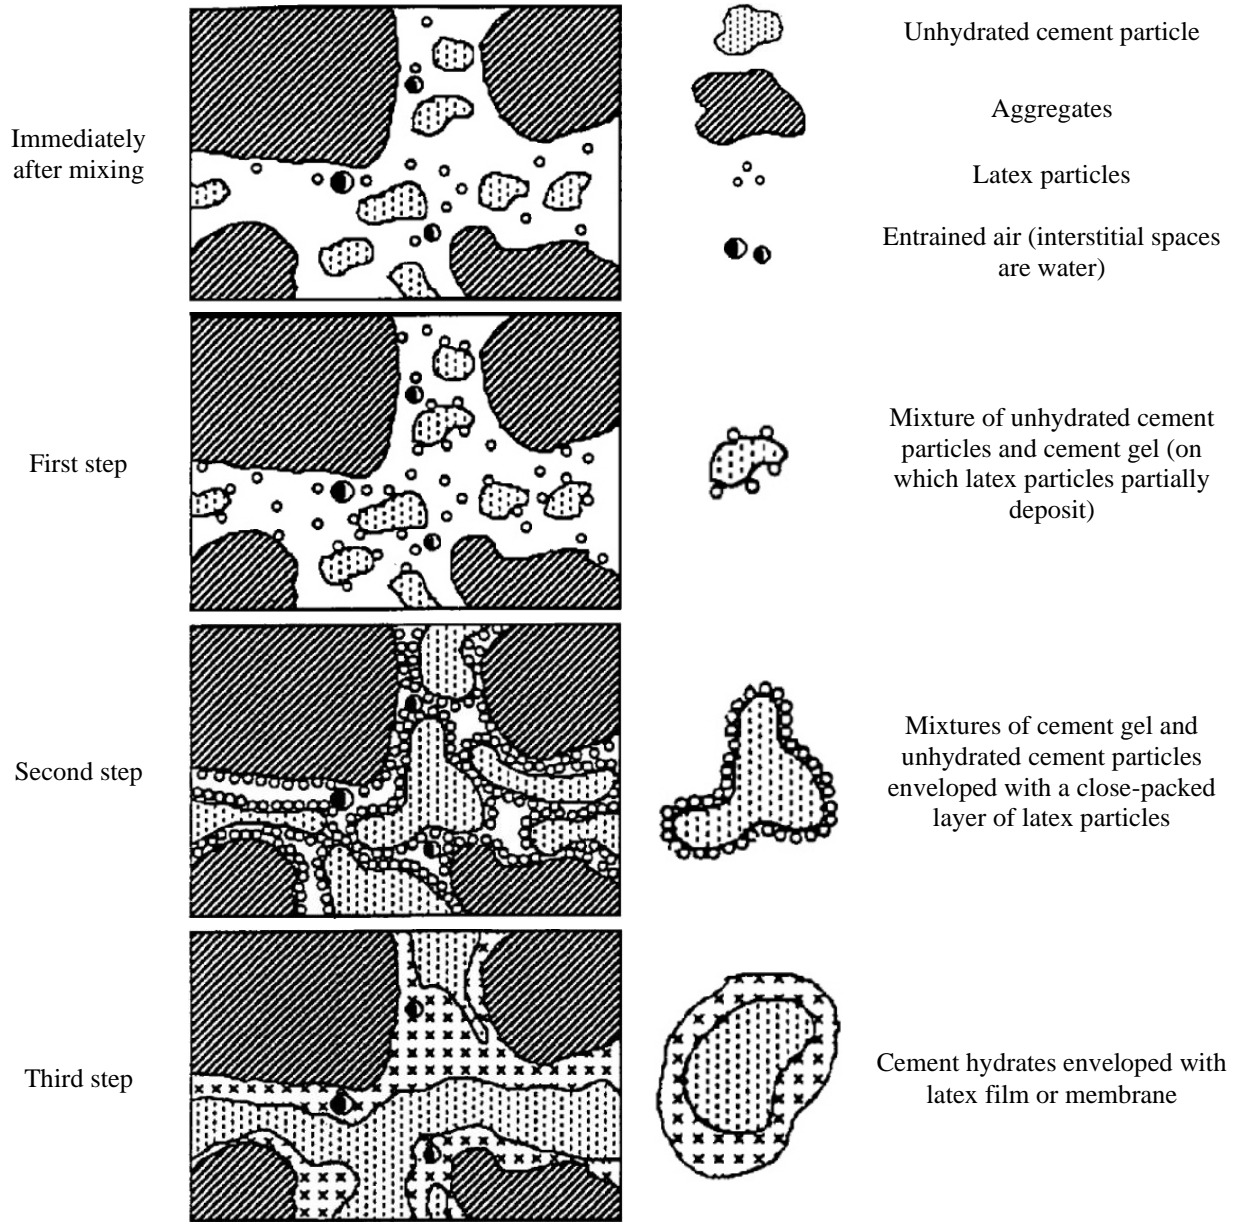 Unhydrated cement particle
Immediately
after mixing
Aggregates
Latex particles
Entrained air (interstitial spaces
are water)
First step
Mixture of unhydrated cement
particles and cement gel (on
which latex particles partially
deposit)
Second step
Mixtures of cement gel and
unhydrated cement particles
enveloped with a close-packed
layer of latex particles
Third step
Cement hydrates enveloped with
latex film or membrane